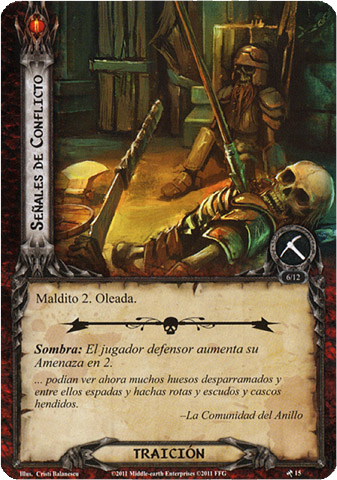 SEÑALES DE CONFLICTO
6/12
Maldito 2. Oleada.
Sombra: El jugador defensor aumenta su
Amenaza en 2.
... podían ver ahora muchos huesos desparramados y
entre ellos espadas y hachas rotas y escudos y cascos
hendidos.
–La Comunidad del Anillo
TRAICIÓN
Illus. Cristi Balanescu ©2011 Middle-earth Enterprises ©2011 FFG 15